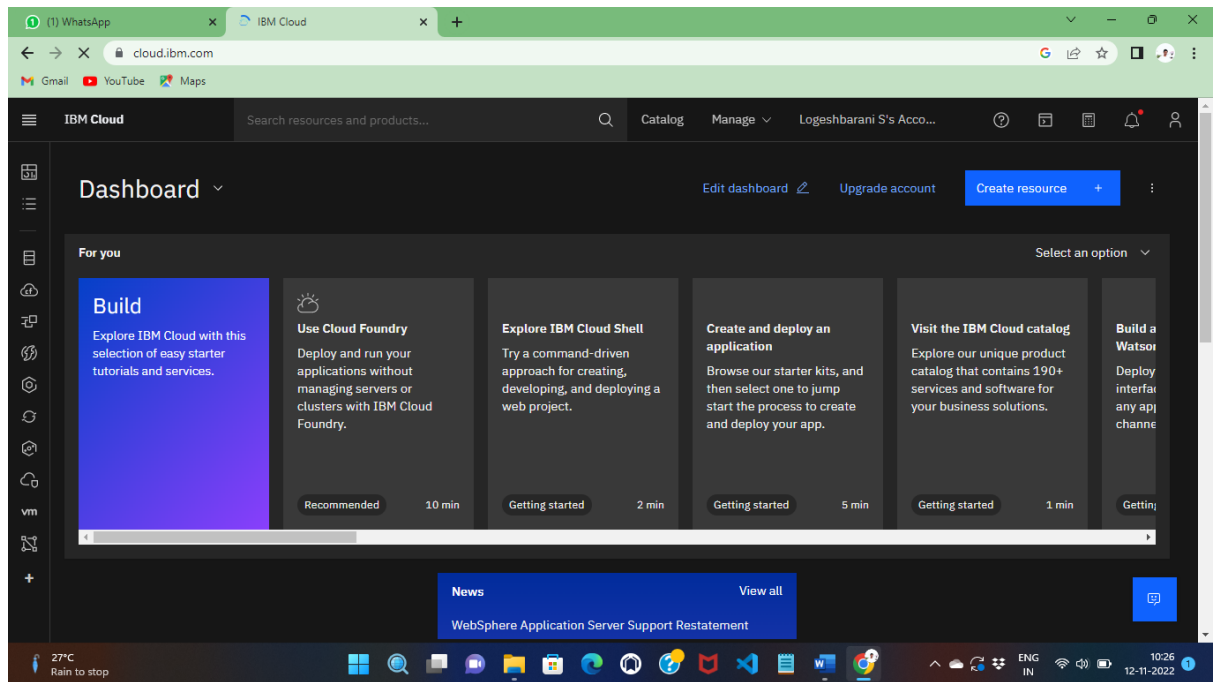 (1) WhatsApp
IBM Cloud
cloud.ibm.com
Gmail
YouTube
Maps
IBM Cloud
Search resources and products...
Catalog
Manage
Logeshbarani S's Acco...
Dashboard
Edit dashboard
Upgrade account
Create resource +
For you
Select an option
Build
Explore IBM Cloud with this
selection of easy starter
tutorials and services.
Use Cloud Foundry
Deploy and run your
applications without
managing servers or
clusters with IBM Cloud
Foundry.
Recommended
10 min
Explore IBM Cloud Shell
Try a command-driven
approach for creating,
developing, and deploying a
web project.
Getting started
2 min
Create and deploy an
application
Browse our starter kits, and
then select one to jump
start the process to create
and deploy your app.
Getting started
5 min
Visit the IBM Cloud catalog
Explore our unique product
catalog that contains 190+
services and software for
your business solutions.
Getting started
1 min
Build a
Watson
Deploy
interfac
any app
channe
Getting
vm
News
View all
WebSphere Application Server Support Restatement
27°C
Rain to stop
ENG
IN
10:26
12-11-2022
1